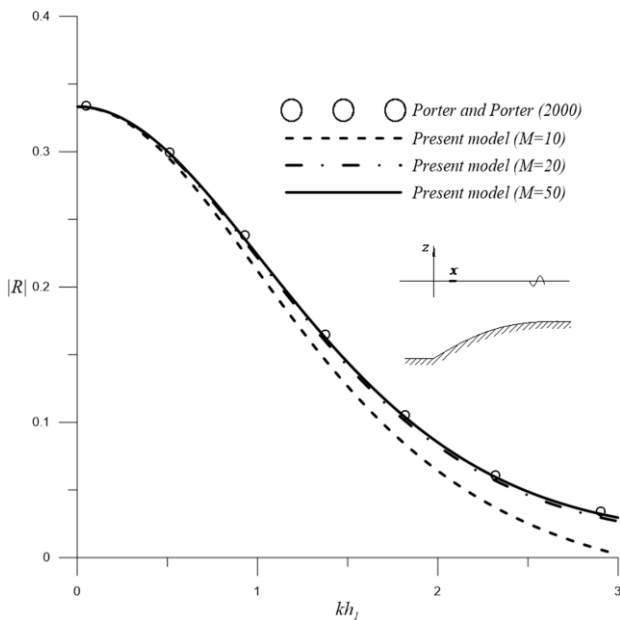 0.4
Porter and Porter (2000)
Present model (M=10)
0.3
Present model (M=20)
Present model (M=50)
z
x
|R|
0.2
0.1
0
0 1 2 3
kh₁